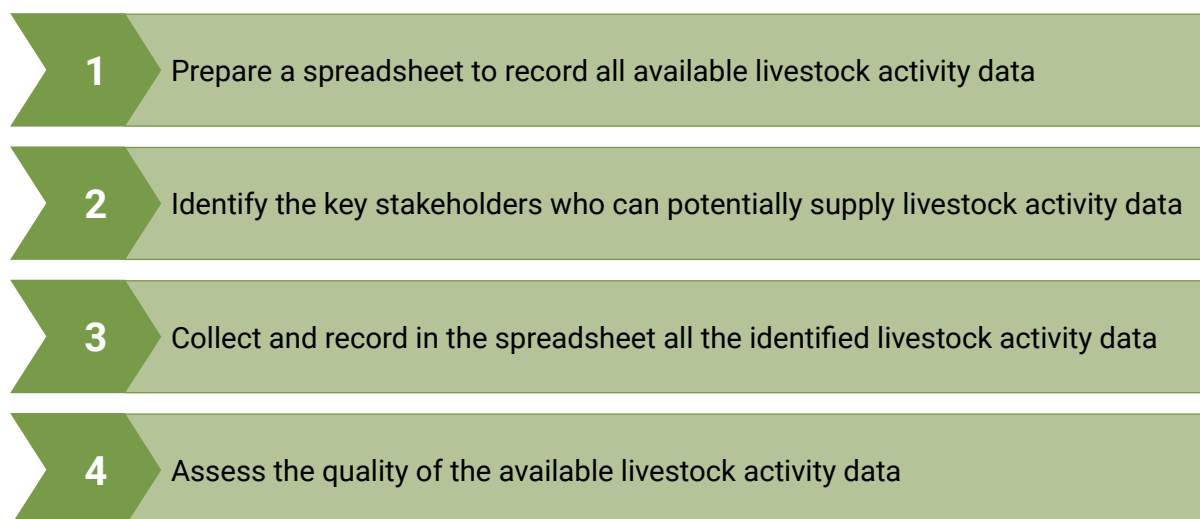 1 Prepare a spreadsheet to record all available livestock activity data
2 Identify the key stakeholders who can potentially supply livestock activity data
3 Collect and record in the spreadsheet all the identified livestock activity data
4 Assess the quality of the available livestock activity data